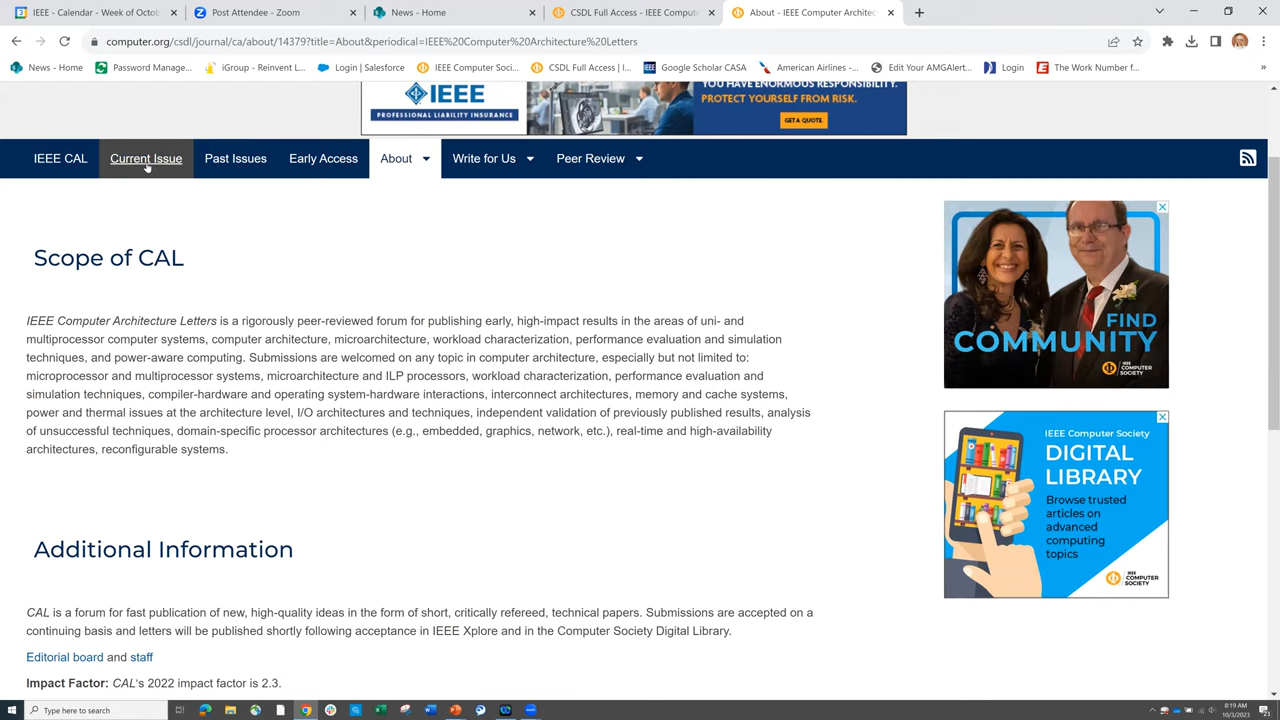 IEEE - Calendar - Week of Octob
Post Attendee - Zoom
News - Home
CSDL Full Access - IEEE Comput
About - IEEE Computer Architec
computer.org/csdl/journal/ca/about/14379?title=About&periodical=IEEE%20Computer%20Architecture%20Letters
News - Home
Password Manage...
iGroup - Reinvent L...
Login | Salesforce
IEEE Computer Soci...
CSDL Full Access | I...
Google Scholar CASA
American Airlines -...
Edit Your AMGAlert...
Login
The Work Number f...
»
IEEE
PROFESSIONAL LIABILITY INSURANCE
YOU HAVE ENORMOUS RESPONSIBILITY.
PROTECT YOURSELF FROM RISK.
GET A QUOTE
IEEE CAL
Current Issue
Past Issues
Early Access
About
Write for Us
Peer Review
Scope of CAL
IEEE Computer Architecture Letters is a rigorously peer-reviewed forum for publishing early, high-impact results in the areas of uni- and
multiprocessor computer systems, computer architecture, microarchitecture, workload characterization, performance evaluation and simulation
techniques, and power-aware computing. Submissions are welcomed on any topic in computer architecture, especially but not limited to:
microprocessor and multiprocessor systems, microarchitecture and ILP processors, workload characterization, performance evaluation and
simulation techniques, compiler-hardware and operating system-hardware interactions, interconnect architectures, memory and cache systems,
power and thermal issues at the architecture level, I/O architectures and techniques, independent validation of previously published results, analysis
of unsuccessful techniques, domain-specific processor architectures (e.g., embedded, graphics, network, etc.), real-time and high-availability
architectures, reconfigurable systems.
FIND
COMMUNITY
IEEE
COMPUTER
SOCIETY
IEEE Computer Society
DIGITAL
LIBRARY
Browse trusted
articles on
advanced
computing
topics
IEEE
COMPUTER
SOCIETY
Additional Information
CAL is a forum for fast publication of new, high-quality ideas in the form of short, critically refereed, technical papers. Submissions are accepted on a
continuing basis and letters will be published shortly following acceptance in IEEE Xplore and in the Computer Society Digital Library.
Editorial board and staff
Impact Factor: CAL's 2022 impact factor is 2.3.
Type here to search
8:19 AM
10/3/2023